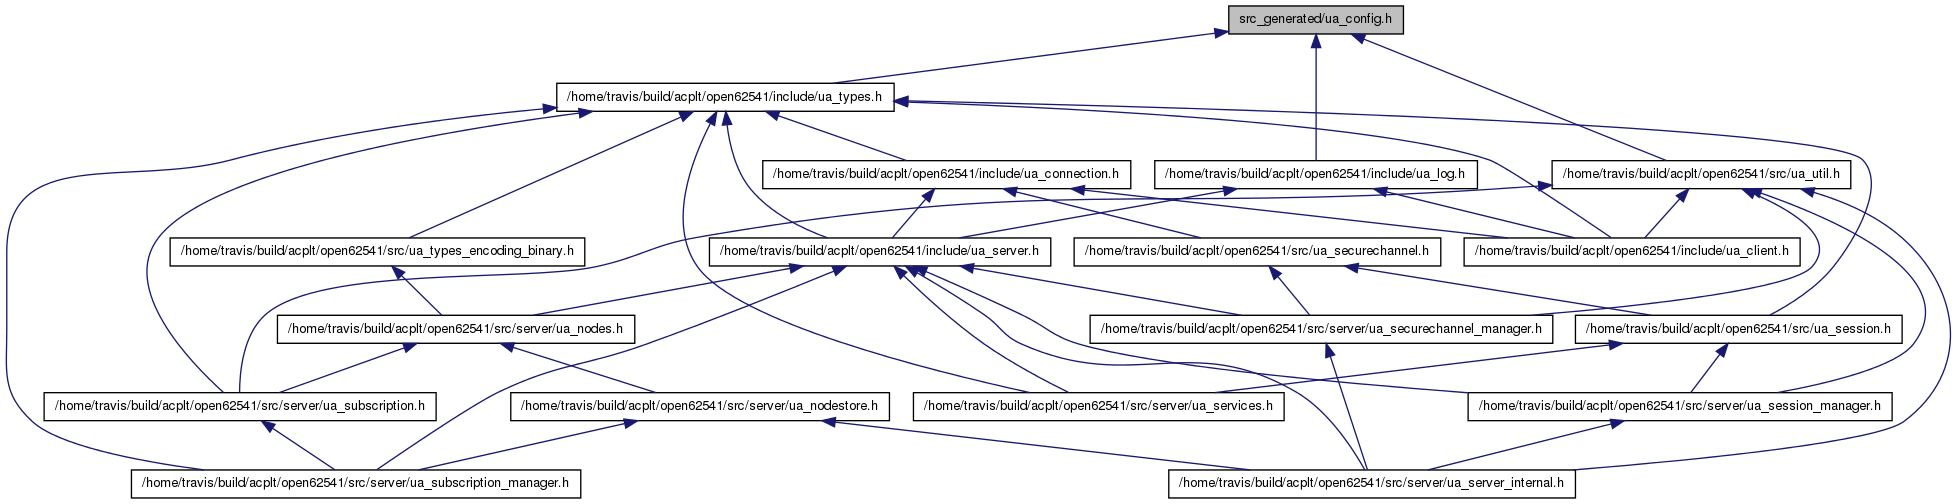 src_generated/ua_config.h
/home/travis/build/acplt/open62541/include/ua_types.h
/home/travis/build/acplt/open62541/include/ua_connection.h
/home/travis/build/acplt/open62541/include/ua_log.h
/home/travis/build/acplt/open62541/src/ua_util.h
/home/travis/build/acplt/open62541/src/ua_types_encoding_binary.h
/home/travis/build/acplt/open62541/include/ua_server.h
/home/travis/build/acplt/open62541/src/ua_securechannel.h
/home/travis/build/acplt/open62541/include/ua_client.h
/home/travis/build/acplt/open62541/src/server/ua_nodes.h
/home/travis/build/acplt/open62541/src/server/ua_securechannel_manager.h
/home/travis/build/acplt/open62541/src/ua_session.h
/home/travis/build/acplt/open62541/src/server/ua_subscription.h
/home/travis/build/acplt/open62541/src/server/ua_nodestore.h
/home/travis/build/acplt/open62541/src/server/ua_services.h
/home/travis/build/acplt/open62541/src/server/ua_session_manager.h
/home/travis/build/acplt/open62541/src/server/ua_subscription_manager.h
/home/travis/build/acplt/open62541/src/server/ua_server_internal.h